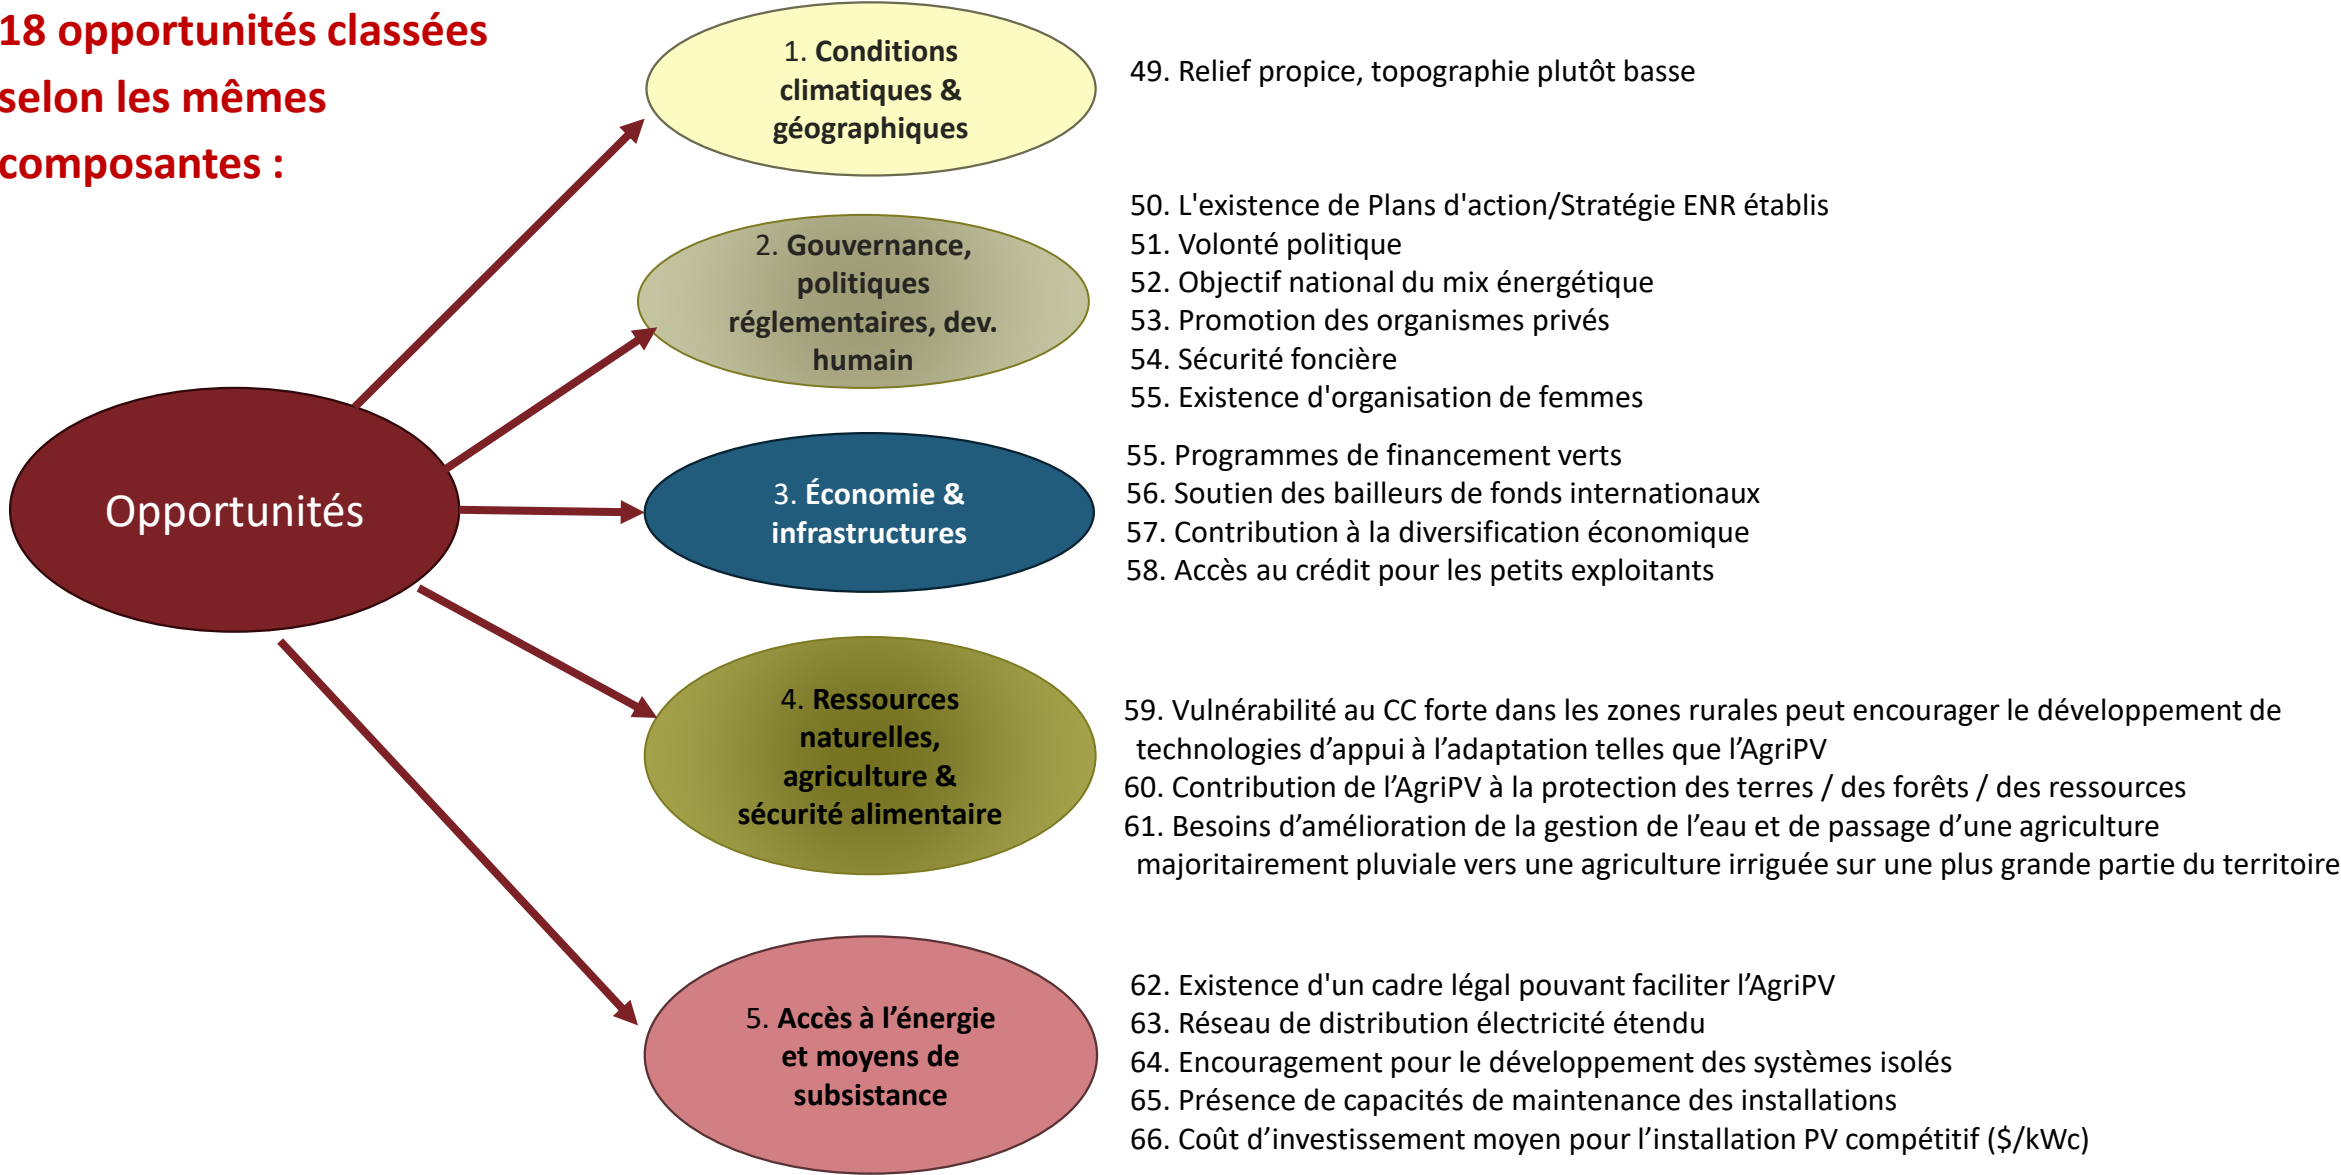 18 opportunités classées
selon les mêmes
composantes :
Opportunités
1. Conditions
climatiques &
géographiques
49. Relief propice, topographie plutôt basse
2. Gouvernance,
politiques
réglementaires, dev.
humain
50. L'existence de Plans d'action/Stratégie ENR établis
51. Volonté politique
52. Objectif national du mix énergétique
53. Promotion des organismes privés
54. Sécurité foncière
55. Existence d'organisation de femmes
3. Économie &
infrastructures
55. Programmes de financement verts
56. Soutien des bailleurs de fonds internationaux
57. Contribution à la diversification économique
58. Accès au crédit pour les petits exploitants
4. Ressources
naturelles,
agriculture &
sécurité alimentaire
59. Vulnérabilité au CC forte dans les zones rurales peut encourager le développement de
technologies d’appui à l’adaptation telles que l’AgriPV
60. Contribution de l’AgriPV à la protection des terres / des forêts / des ressources
61. Besoins d’amélioration de la gestion de l’eau et de passage d’une agriculture
majoritairement pluviale vers une agriculture irriguée sur une plus grande partie du territoire
5. Accès à l’énergie
et moyens de
subsistance
62. Existence d'un cadre légal pouvant faciliter l’AgriPV
63. Réseau de distribution électricité étendu
64. Encouragement pour le développement des systèmes isolés
65. Présence de capacités de maintenance des installations
66. Coût d’investissement moyen pour l’installation PV compétitif ($/kWc)